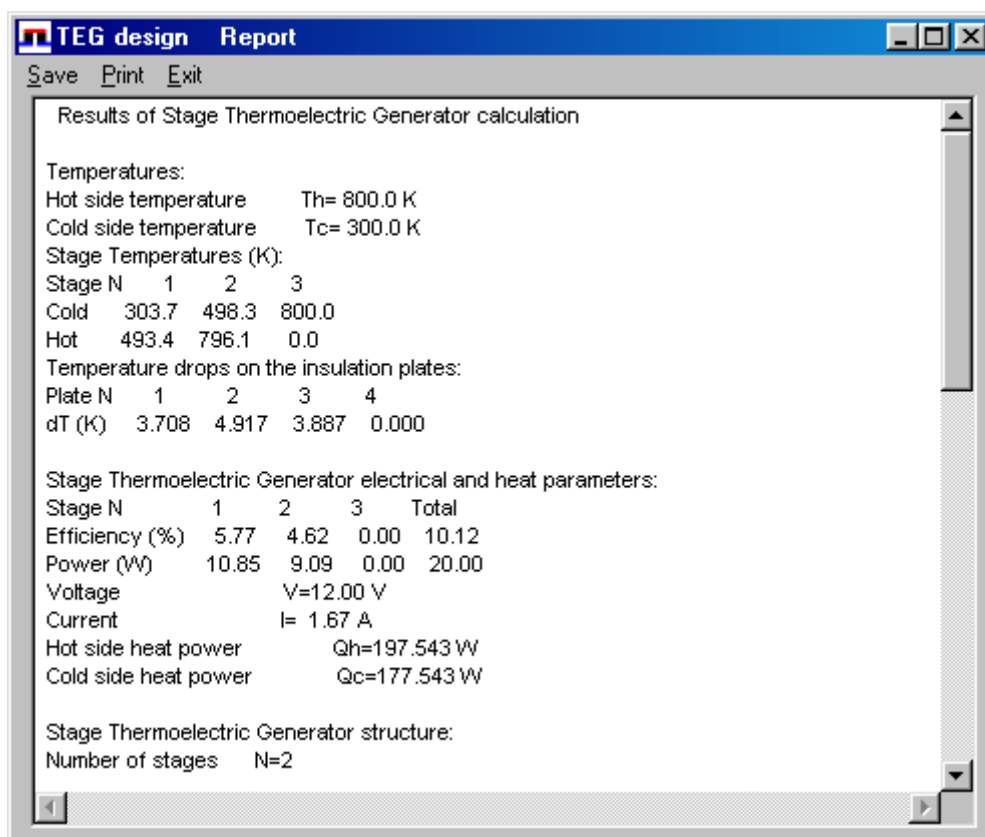 TEG design Report
Save Print Exit
Results of Stage Thermoelectric Generator calculation
Temperatures:
Hot side temperature Th= 800.0 K
Cold side temperature Tc= 300.0 K
Stage Temperatures (K):
Stage N 1 2 3
Cold 303.7 498.3 800.0
Hot 493.4 796.1 0.0
Temperature drops on the insulation plates:
Plate N 1 2 3 4
dT (K) 3.708 4.917 3.887 0.000
Stage Thermoelectric Generator electrical and heat parameters:
Stage N 1 2 3 Total
Efficiency (%) 5.77 4.62 0.00 10.12
Power (W) 10.85 9.09 0.00 20.00
Voltage V=12.00 V
Current I= 1.67 A
Hot side heat power Qh=197.543 W
Cold side heat power Qc=177.543 W
Stage Thermoelectric Generator structure:
Number of stages N=2